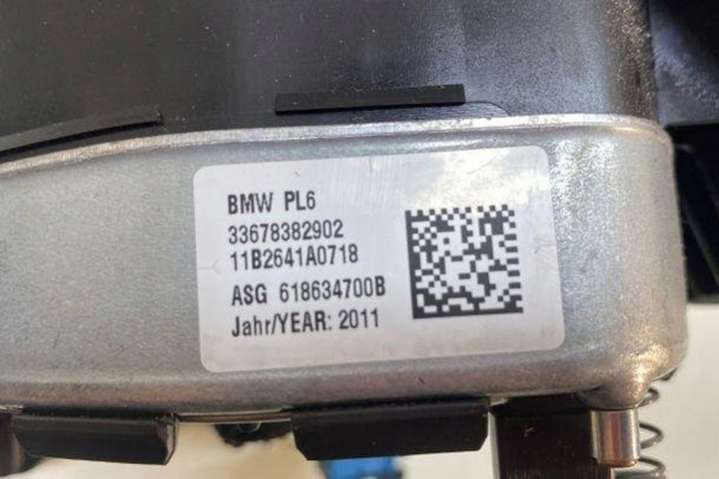 BMW PL6
33678382902
11B2641A0718
ASG 618634700B
Jahr/YEAR: 2011